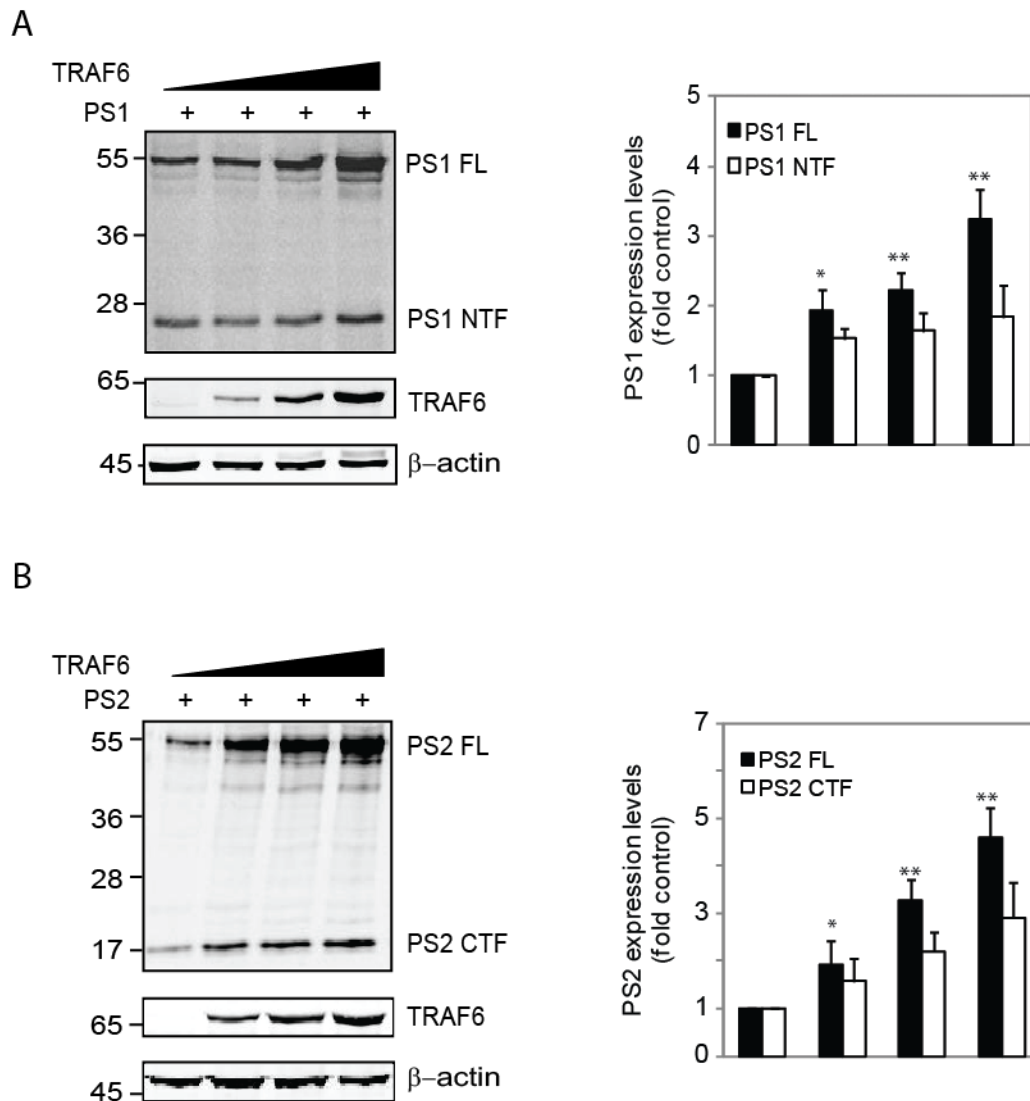 A
TRAF6
PS1 + + + +
55 PS1 FL
36
28 PS1 NTF
65 TRAF6
45 β–actin
5
4
3
2
1
0
PS1 expression levels
(fold control)
PS1 FL
PS1 NTF
* ** **
B
TRAF6
PS2 + + + +
55 PS2 FL
36
28
17 PS2 CTF
65 TRAF6
45 β–actin
7
5
3
1
0
PS2 expression levels
(fold control)
PS2 FL
PS2 CTF
* ** **